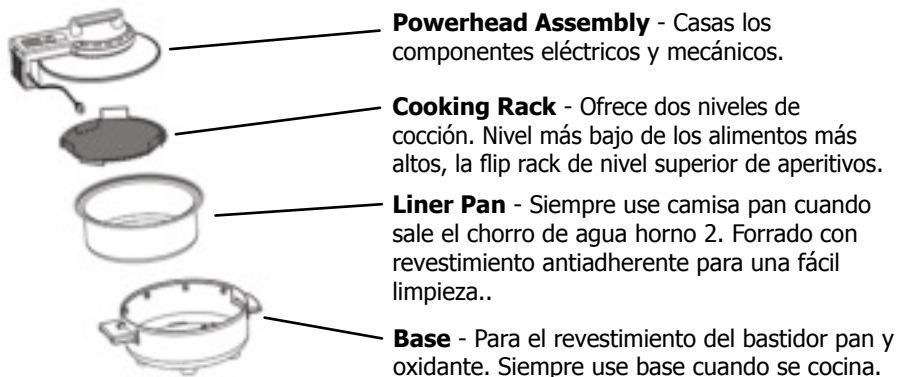 Powerhead Assembly - Casas los
componentes eléctricos y mecánicos.
Cooking Rack - Ofrece dos niveles de
cocción. Nivel más bajo de los alimentos más
altos, la flip rack de nivel superior de aperitivos.
Liner Pan - Siempre use camisa pan cuando
sale el chorro de agua horno 2. Forrado con
revestimiento antiadherente para una fácil
limpieza..
Base - Para el revestimiento del bastidor pan y
oxidante. Siempre use base cuando se cocina.